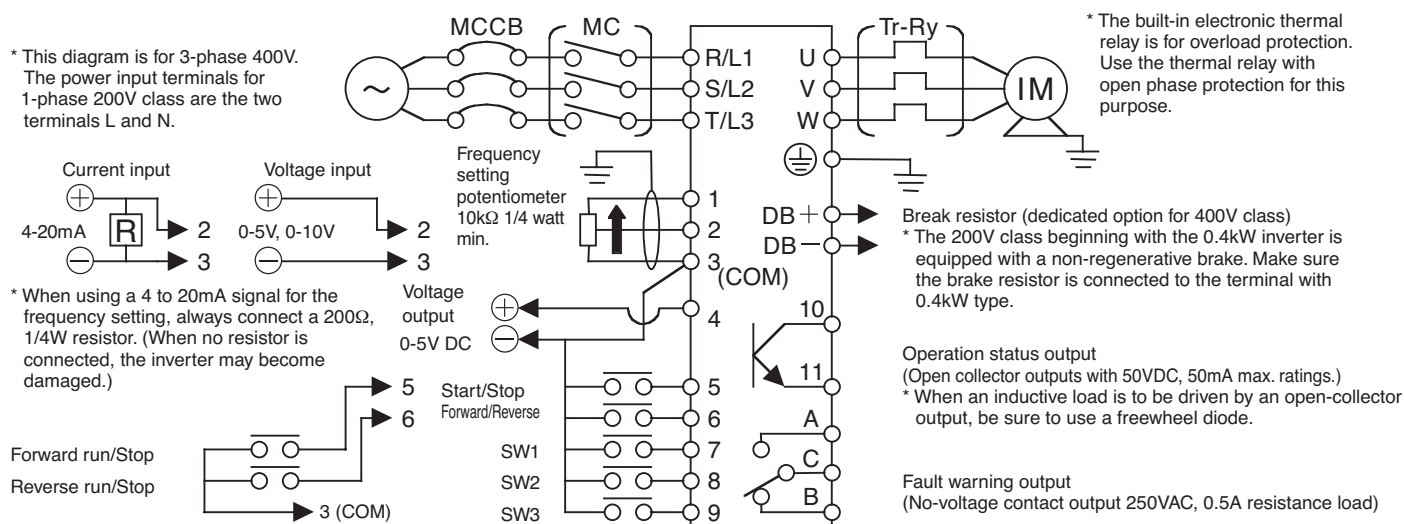 * This diagram is for 3-phase 400V.
The power input terminals for
1-phase 200V class are the two
terminals L and N.
MCCB
MC
R/L1
S/L2
T/L3
U
V
W
Tr-Ry
IM
* The built-in electronic thermal
relay is for overload protection.
Use the thermal relay with
open phase protection for this
purpose.
Current input
4-20mA
R
2
3
Voltage input
0-5V, 0-10V
2
3
Frequency
setting
potentiometer
10kΩ 1/4 watt
min.
1
2
3
(COM)
DB +
DB −
Break resistor (dedicated option for 400V class)
* The 200V class beginning with the 0.4kW inverter is
equipped with a non-regenerative brake. Make sure
the brake resistor is connected to the terminal with
0.4kW type.
* When using a 4 to 20mA signal for the
frequency setting, always connect a 200Ω,
1/4W resistor. (When no resistor is
connected, the inverter may become
damaged.)
Voltage
output
0-5V DC
4
10
11
Operation status output
(Open collector outputs with 50VDC, 50mA max. ratings.)
* When an inductive load is to be driven by an open-collector
output, be sure to use a freewheel diode.
5
6
Forward run/Stop
Reverse run/Stop
3 (COM)
Start/Stop
5
Forward/Reverse
6
SW1
7
SW2
8
SW3
9
A
C
B
Fault warning output
(No-voltage contact output 250VAC, 0.5A resistance load)